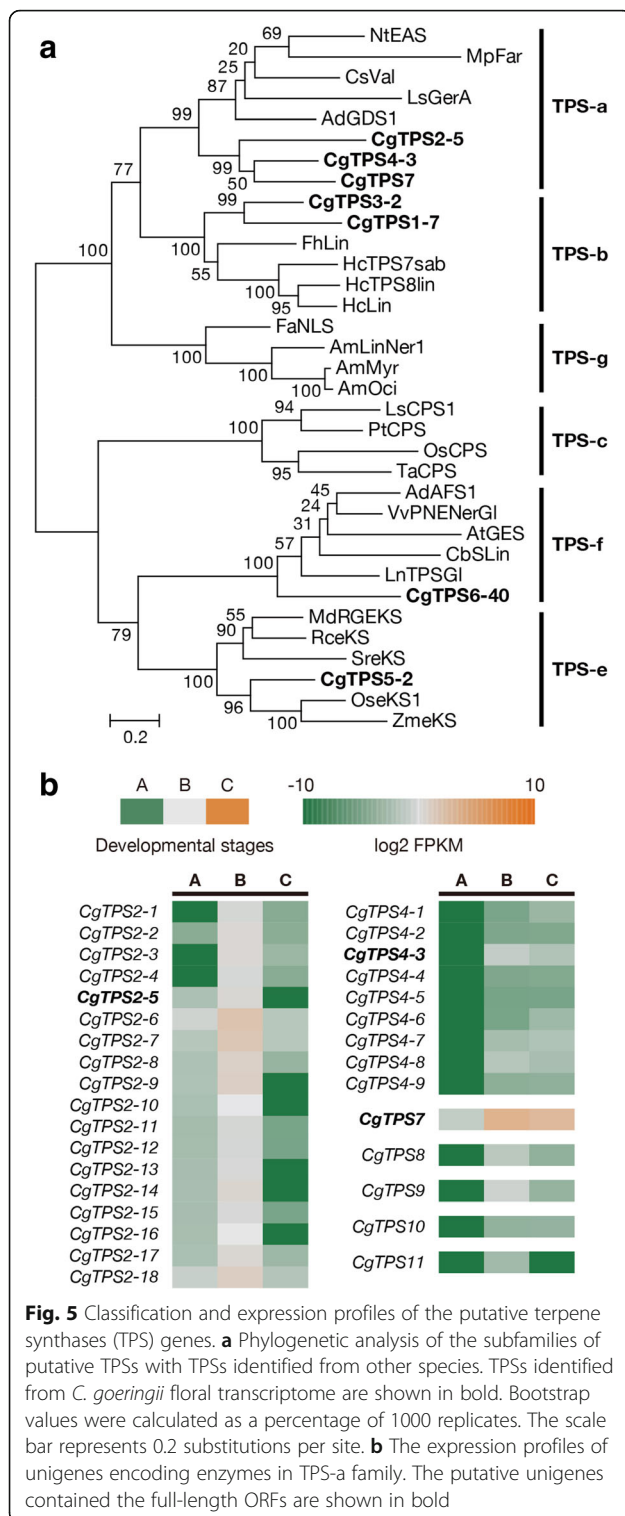 a
69
NtEAS
20
MpFar
25
CsVal
87
LsGerA
TPS-a
99
AdGDS1
CgTPS2-5
99
CgTPS4-3
77
50
CgTPS7
99
CgTPS3-2
CgTPS1-7
100
100
FhLin
TPS-b
55
HcTPS7sab
100
HcTPS8lin
95
HcLin
FaNLS
100
AmLinNer1
TPS-g
100
AmMyr
100
AmOci
94
LsCPS1
100
PtCPS
TPS-c
OsCPS
95
TaCPS
45
AdAFS1
24
VvPNENerGl
31
AtGES
TPS-f
57
CbSLin
100
LnTPSGl
CgTPS6-40
79
55
MdRGEKS
90
RceKS
SreKS
100
TPS-e
CgTPS5-2
96
OseKS1
100
ZmeKS
0.2
b
A B C
-10 10
Developmental stages
log2 FPKM
A B C
CgTPS2-1
CgTPS2-2
CgTPS2-3
CgTPS2-4
CgTPS2-5
CgTPS2-6
CgTPS2-7
CgTPS2-8
CgTPS2-9
CgTPS2-10
CgTPS2-11
CgTPS2-12
CgTPS2-13
CgTPS2-14
CgTPS2-15
CgTPS2-16
CgTPS2-17
CgTPS2-18
A B C
CgTPS4-1
CgTPS4-2
CgTPS4-3
CgTPS4-4
CgTPS4-5
CgTPS4-6
CgTPS4-7
CgTPS4-8
CgTPS4-9
CgTPS7
CgTPS8
CgTPS9
CgTPS10
CgTPS11
Fig. 5 Classification and expression profiles of the putative terpene
synthases (TPS) genes. a Phylogenetic analysis of the subfamilies of
putative TPSs with TPSs identified from other species. TPSs identified
from C. goeringii floral transcriptome are shown in bold. Bootstrap
values were calculated as a percentage of 1000 replicates. The scale
bar represents 0.2 substitutions per site. b The expression profiles of
unigenes encoding enzymes in TPS-a family. The putative unigenes
contained the full-length ORFs are shown in bold